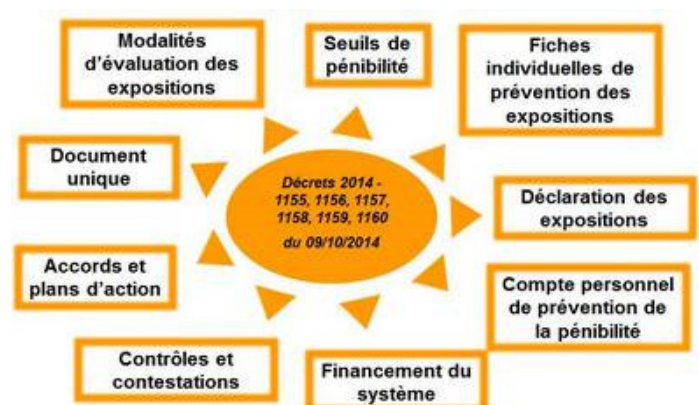 Modalités
d'évaluation des
expositions
Seuils de
pénibilité
Fiches
individuelles de
prévention des
expositions
Document
unique
Décrets 2014 -
1155, 1156, 1157,
1158, 1159, 1160
du 09/10/2014
Déclaration des
expositions
Accords et
plans d'action
Compte personnel
de prévention de
la pénibilité
Contrôles et
contestations
Financement du
système